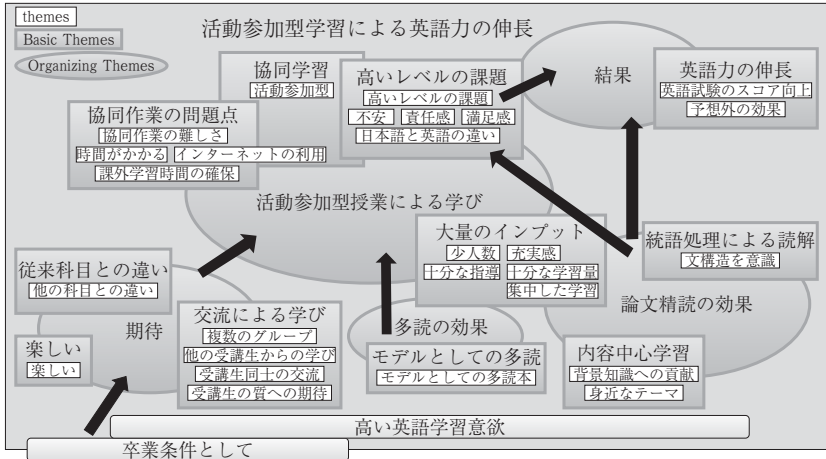 themes
Basic Themes
Organizing Themes
活動参加型学習による英語力の伸長
協同学習
活動参加型
高いレベルの課題
高いレベルの課題
不安 責任感 満足感
日本語と英語の違い
結果
英語力の伸長
英語試験のスコア向上
予想外の効果
協同作業の問題点
協同作業の難しさ
時間がかかる インターネットの利用
課外学習時間の確保
活動参加型授業による学び
大量のインプット
少人数 充実感
十分な指導 十分な学習量
集中した学習
統語処理による読解
文構造を意識
論文精読の効果
従来科目との違い
他の科目との違い
期待
楽しい
楽しい
交流による学び
複数のグループ
他の受講生からの学び
受講生同士の交流
受講生の質への期待
多読の効果
モデルとしての多読
モデルとしての多読本
内容中心学習
背景知識への貢献
身近なテーマ
高い英語学習意欲
卒業条件として